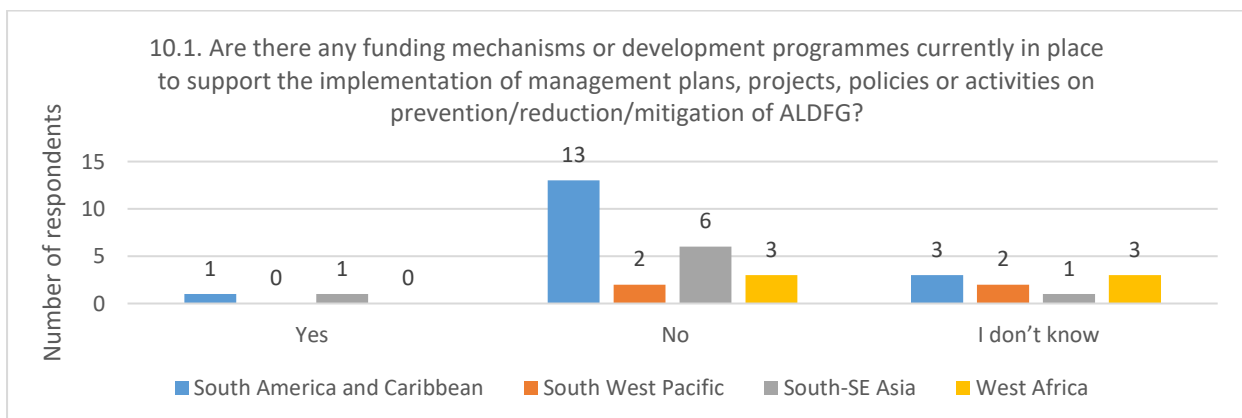 10.1. Are there any funding mechanisms or development programmes currently in place
to support the implementation of management plans, projects, policies or activities on
prevention/reduction/mitigation of ALDFG?
Number of respondents
15
10
5
0
1
0
1
0
13
2
6
3
3
2
1
3
Yes
No
I don't know
South America and Caribbean
South West Pacific
South-SE Asia
West Africa